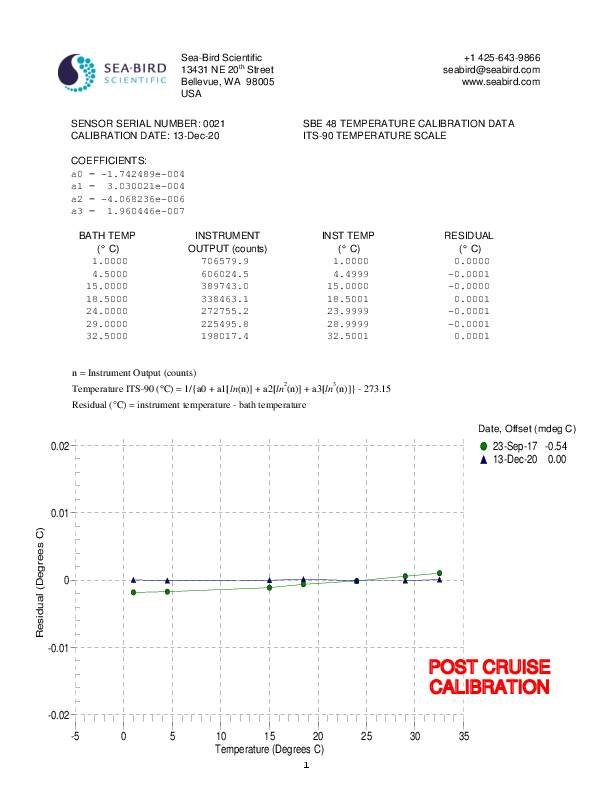 SEA·BIRD
SCIENTIFIC
Sea-Bird Scientific
13431 NE 20th Street
Bellevue, WA 98005
USA
+1 425-643-9866
seabird@seabird.com
www.seabird.com
SENSOR SERIAL NUMBER: 0021
CALIBRATION DATE: 13-Dec-20
SBE 48 TEMPERATURE CALIBRATION DATA
ITS-90 TEMPERATURE SCALE
COEFFICIENTS:
a0 = -1.742489e-004
a1 = 3.030021e-004
a2 = -4.068236e-006
a3 = 1.960446e-007
BATH TEMP INSTRUMENT INST TEMP RESIDUAL
(° C) OUTPUT (counts) (° C) (° C)
1.0000 706579.9 1.0000 0.0000
4.5000 606024.5 4.4999 -0.0001
15.0000 389743.0 15.0000 -0.0000
18.5000 338463.1 18.5001 0.0001
24.0000 272755.2 23.9999 -0.0001
29.0000 225495.8 28.9999 -0.0001
32.5000 198017.4 32.5001 0.0001
n = Instrument Output (counts)
Temperature ITS-90 (°C) = 1/{a0 + a1[ln(n)] + a2[ln²(n)] + a3[ln³(n)]} - 273.15
Residual (°C) = instrument temperature - bath temperature
Date, Offset (mdeg C)
23-Sep-17 -0.54
13-Dec-20 0.00
0.02
0.01
0
-0.01
-0.02
Residual (Degrees C)
POST CRUISE
CALIBRATION
-5 0 5 10 15 20 25 30 35
Temperature (Degrees C)
1